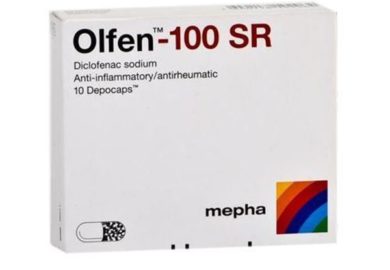 Olfen™-100 SR
Diclofenac sodium
Anti-inflammatory/antirheumatic
10 Depocaps™
mepha